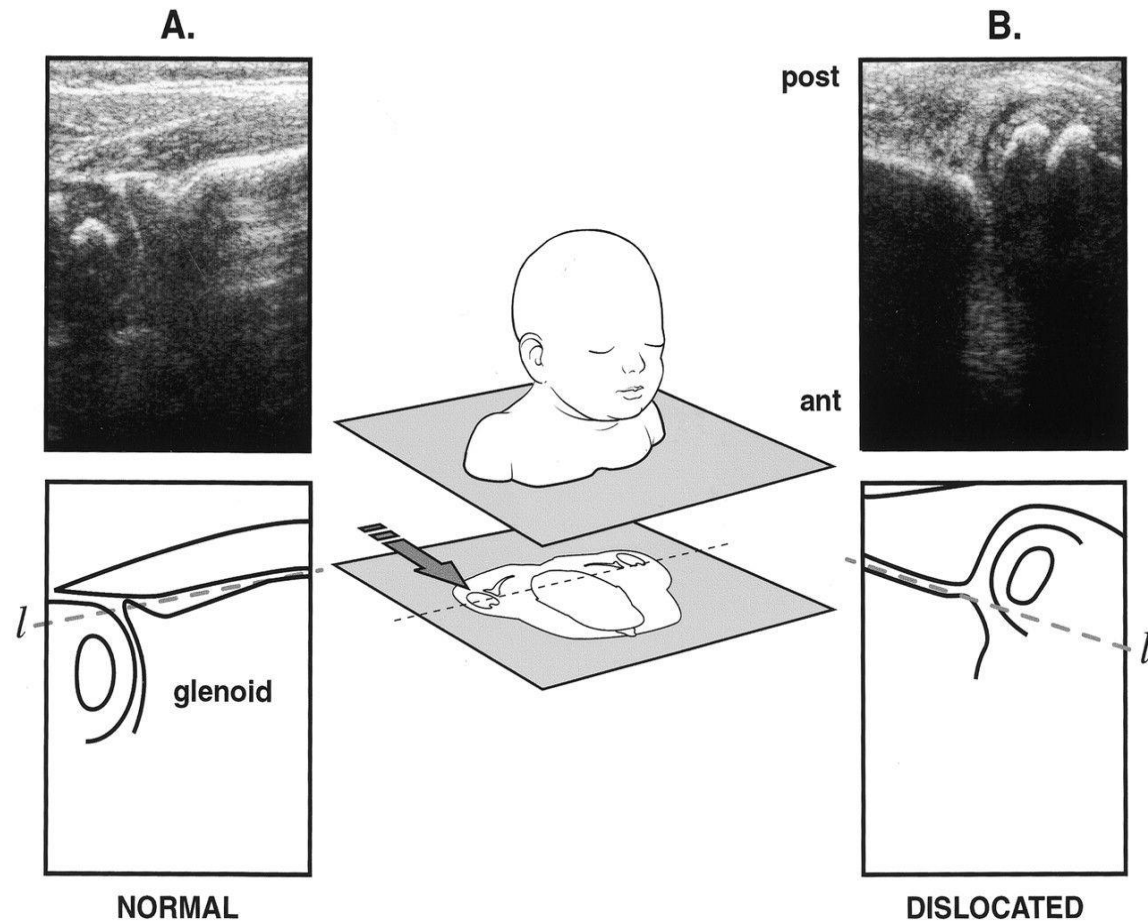 A.
B.
post
ant
l
glenoid
l
NORMAL
DISLOCATED